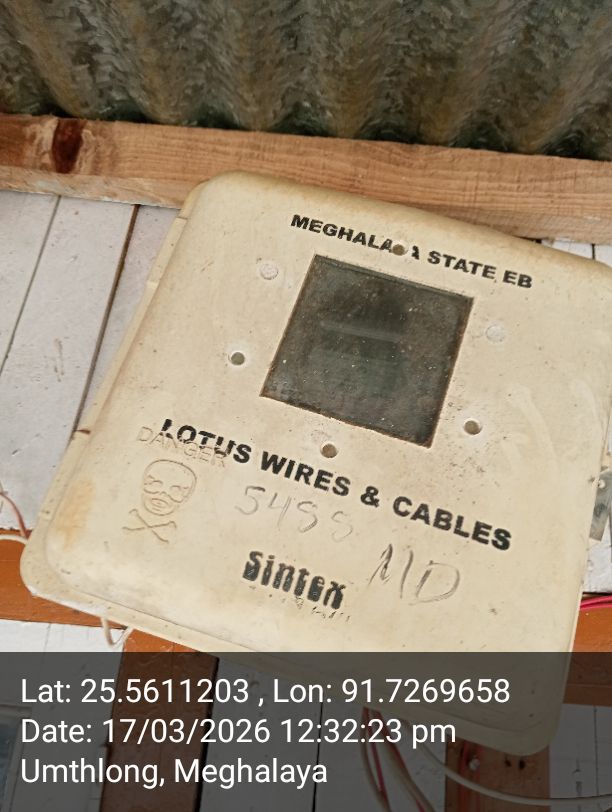 MEGHALAYA STATE EB
LOTUS WIRES & CABLES
DANGER
Sintex
MD
Lat: 25.5611203 , Lon: 91.7269658
Date: 17/03/2026 12:32:23 pm
Umthlong, Meghalaya